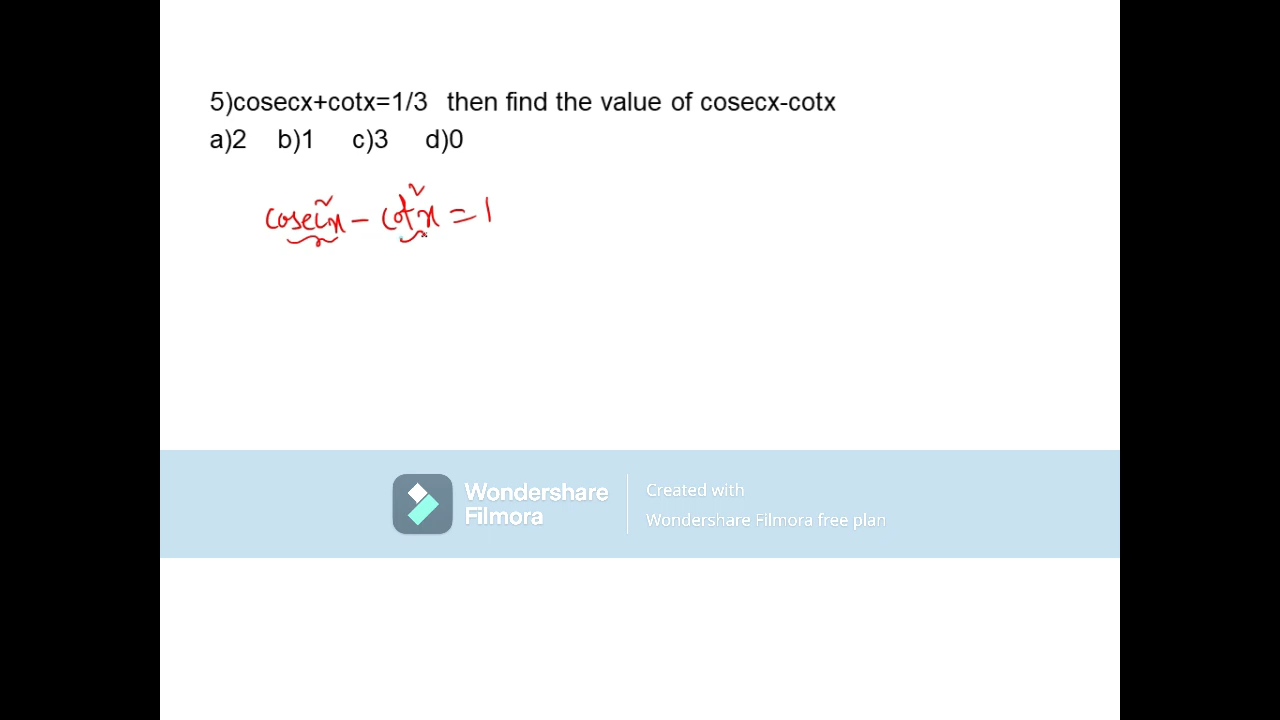 5)cosecx+cotx=1/3 then find the value of cosecx-cotx
a)2 b)1 c)3 d)0
cosec²x - cot²x = 1
Wondershare
Filmora
Created with
Wondershare Filmora free plan